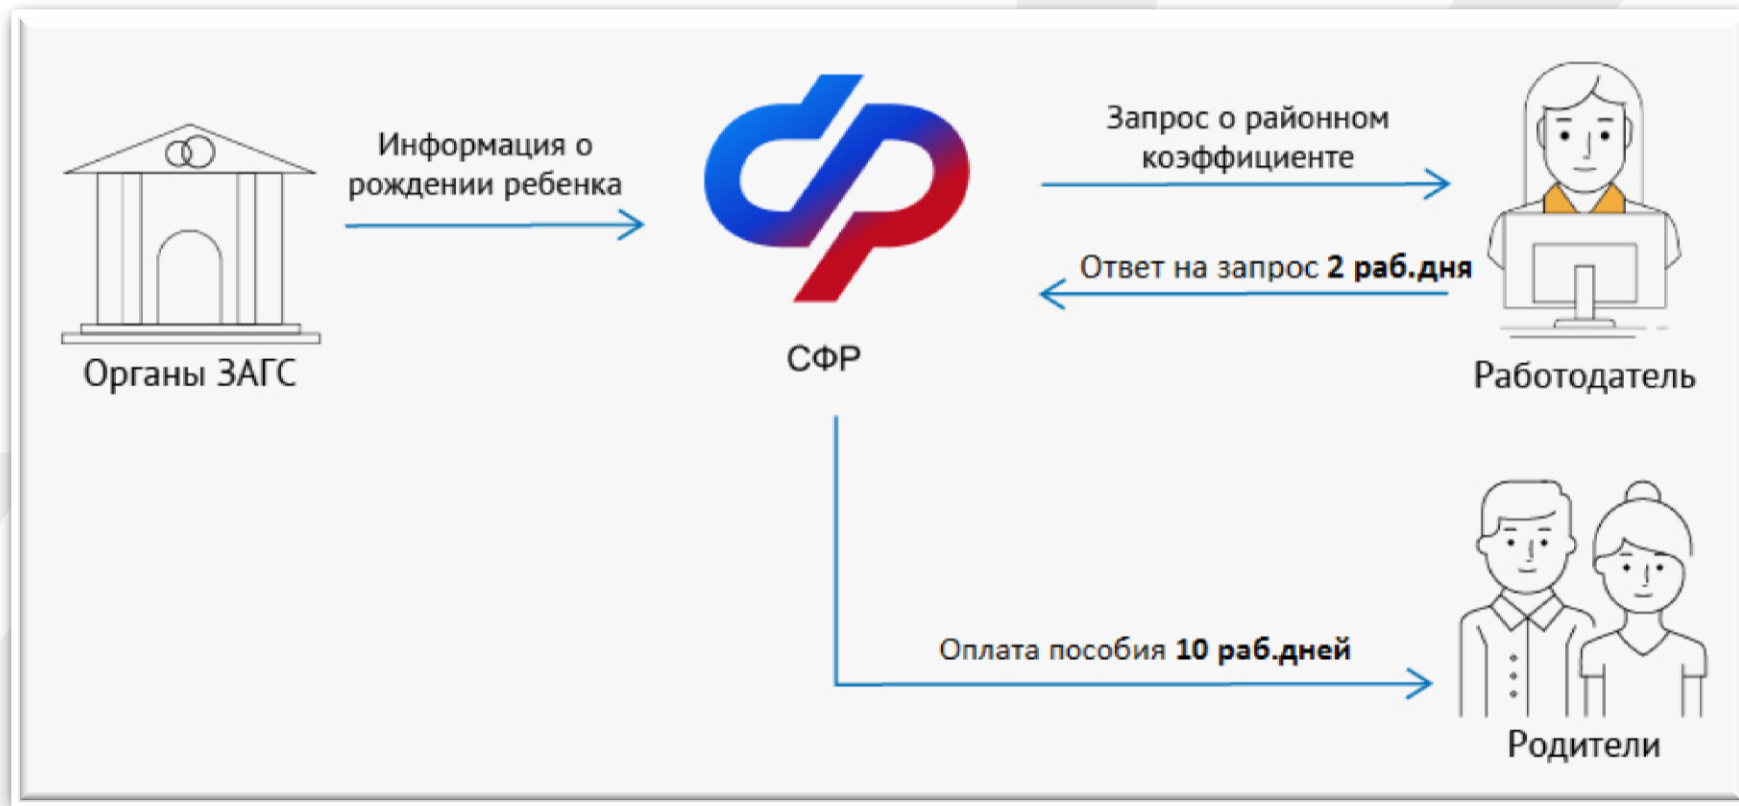 Информация о
рождении ребенка
Запрос о районном
коэффициенте
Ответ на запрос 2 раб.дня
Органы ЗАГС
СФР
Работодатель
Оплата пособия 10 раб.дней
Родители